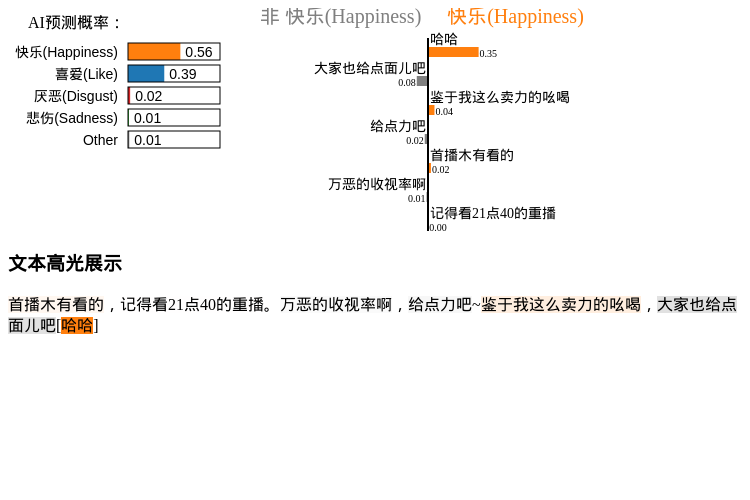 AI预测概率：
快乐(Happiness) 0.56
喜爱(Like) 0.39
厌恶(Disgust) 0.02
悲伤(Sadness) 0.01
Other 0.01
非 快乐(Happiness) 快乐(Happiness)
哈哈
0.35
大家也给点面儿吧
0.08
鉴于我这么卖力的吆喝
0.04
给点力吧
0.02
首播木有看的
0.02
万恶的收视率啊
0.01
记得看21点40的重播
0.00
文本高光展示
首播木有看的，记得看21点40的重播。万恶的收视率啊，给点力吧~鉴于我这么卖力的吆喝，大家也给点
面儿吧[哈哈]